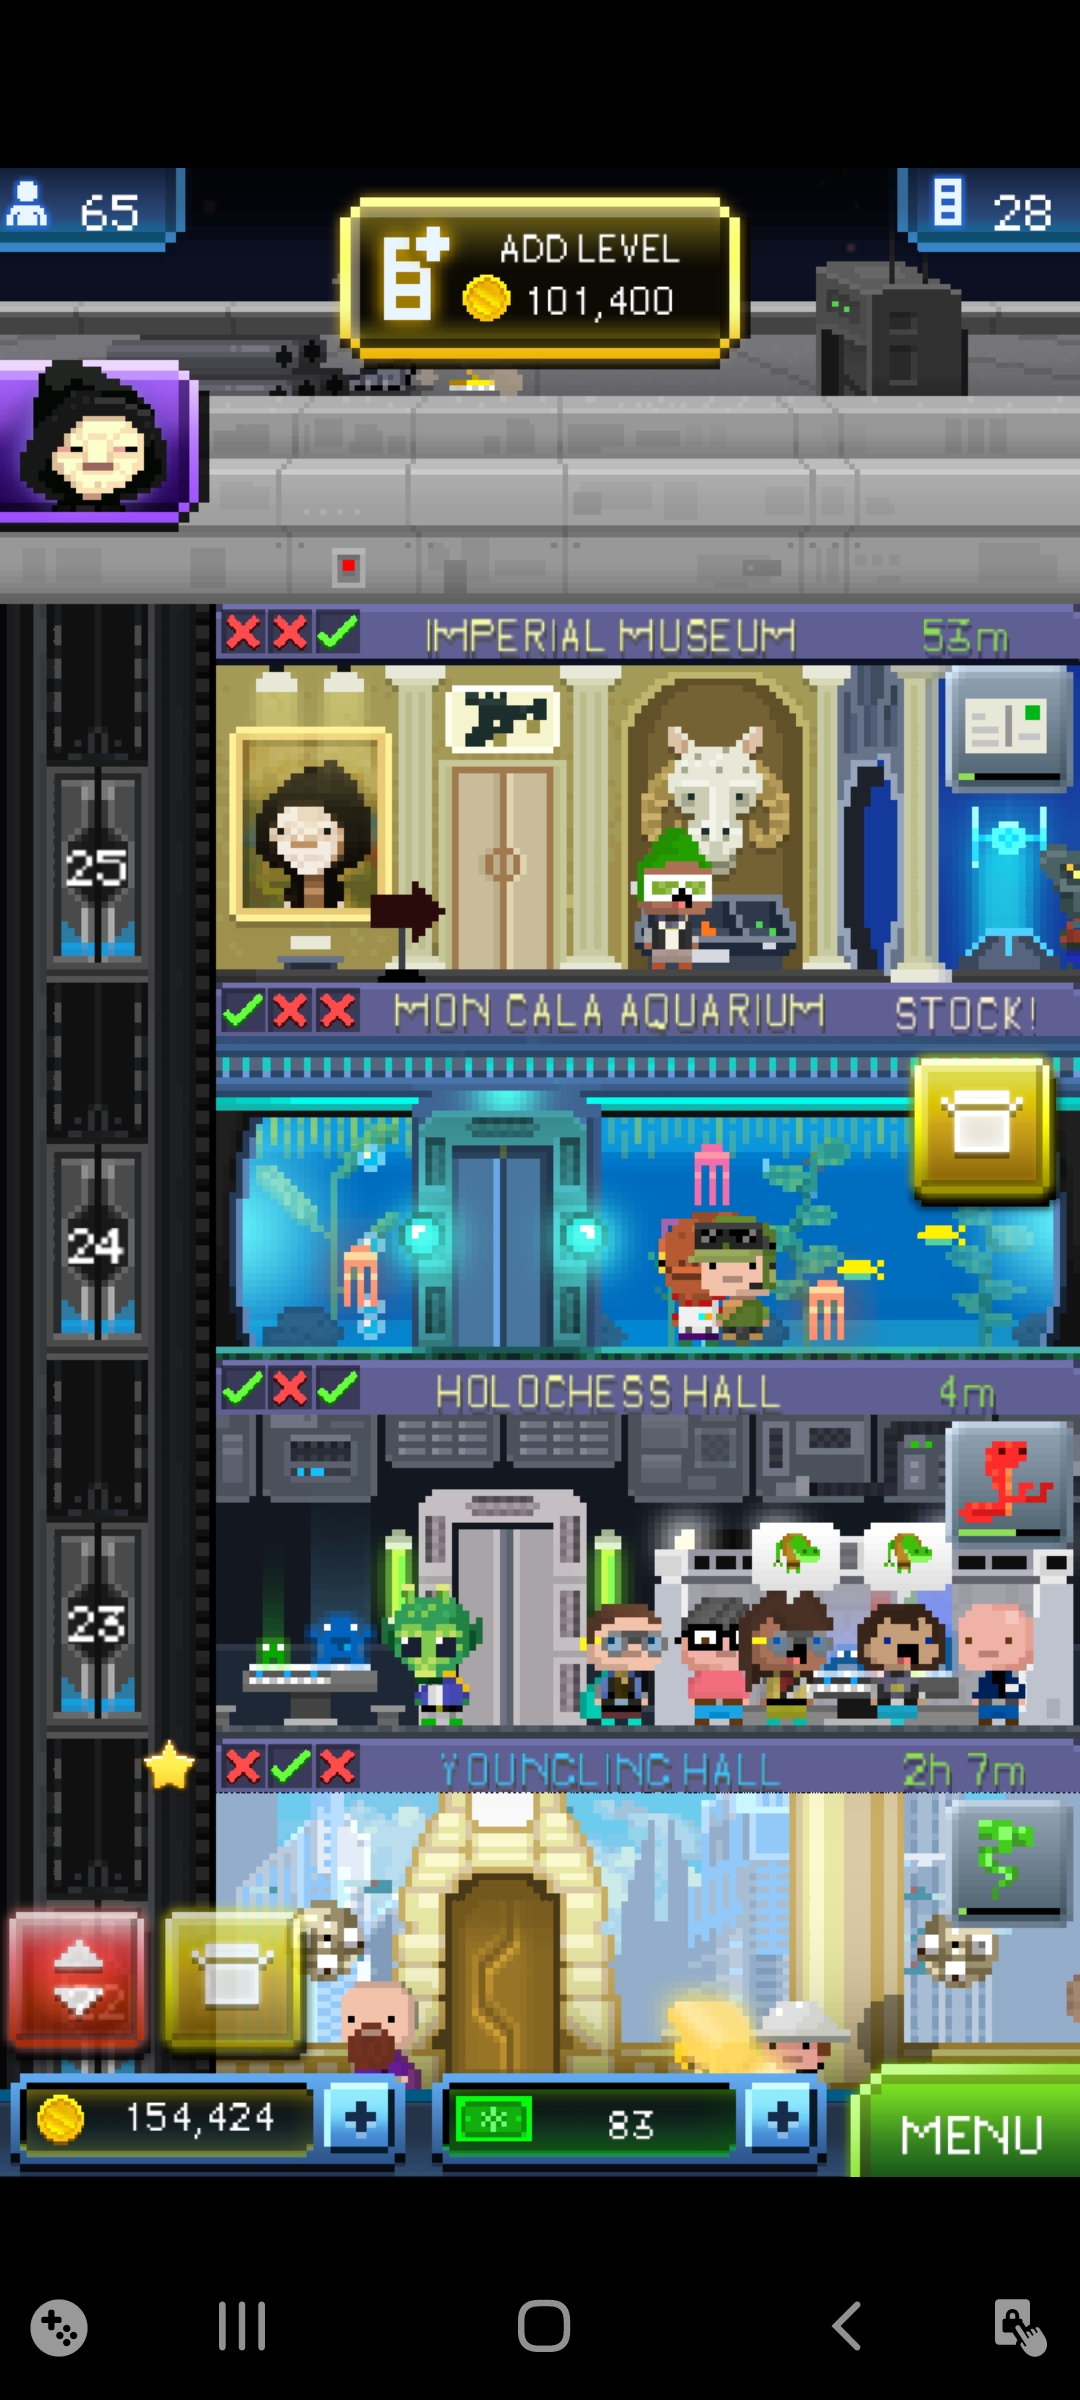 65
ADD LEVEL
101,400
28
IMPERIAL MUSEUM 53m
25
MON CALA AQUARIUM STOCK!
24
HOLOCHESS HALL 4m
23
YOUNGLING HALL 2h 7m
154,424
83
MENU